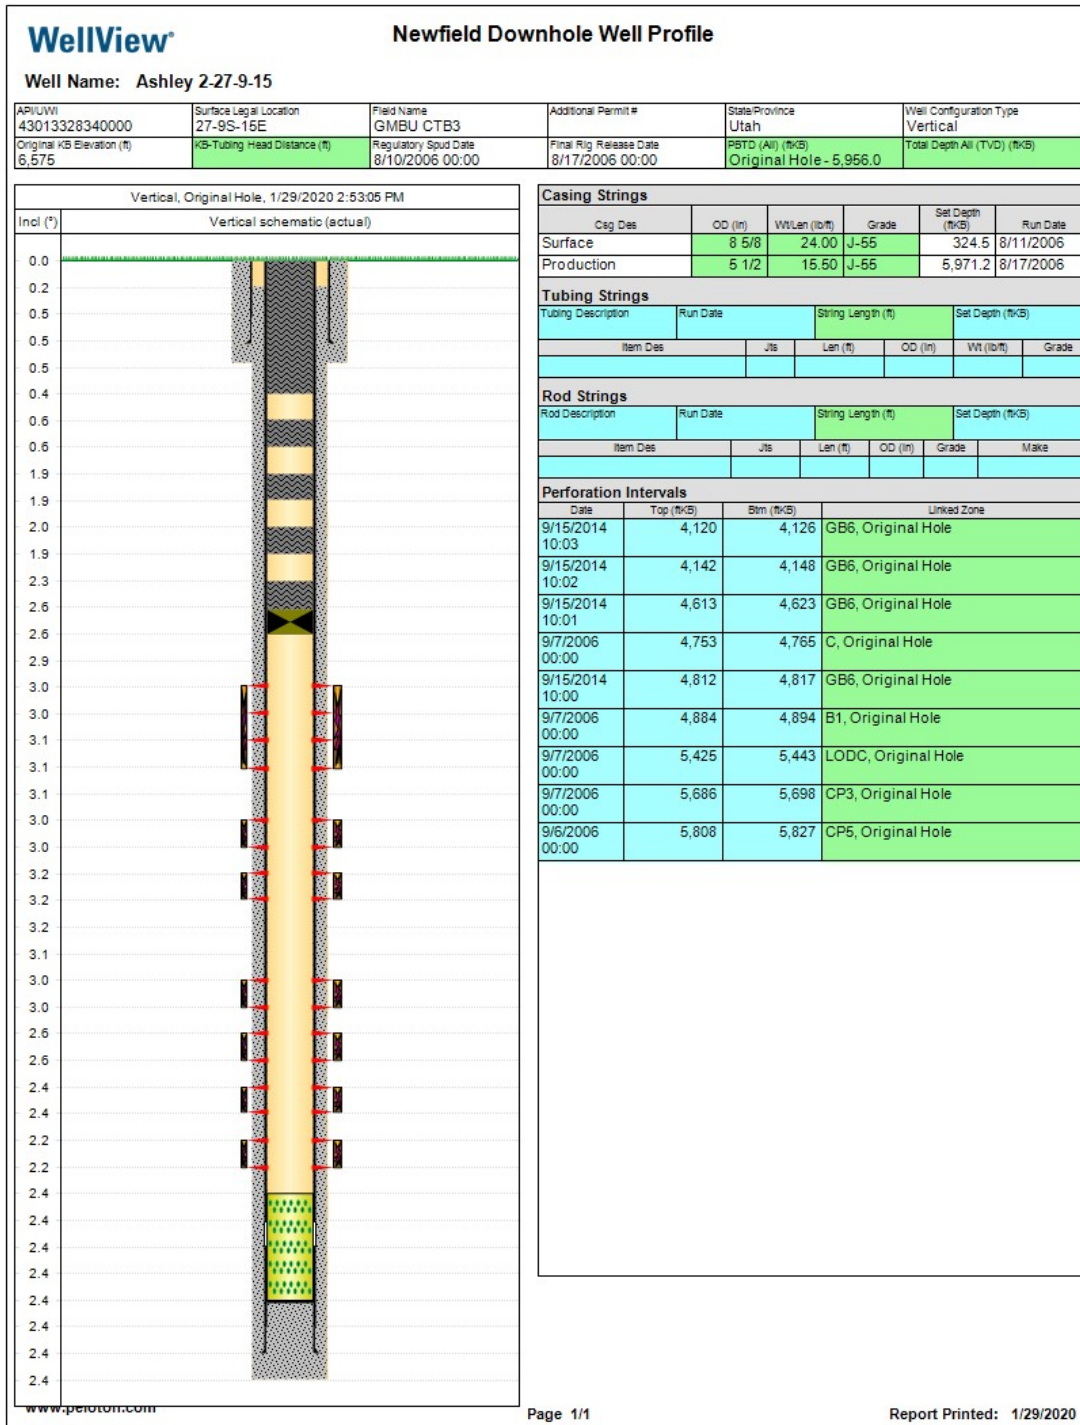 WellView®
Newfield Downhole Well Profile
Well Name: Ashley 2-27-9-15
API/UWI Surface Legal Location Field Name Additional Permit # State/Province Well Configuration Type
43013328340000 27-9S-15E GMBU CTB3 Utah Vertical
Original KB Elevation (ft) KB-Tubing Head Distance (ft) Regulatory Spud Date Final Rig Release Date PBTD (All) (ftKB) Total Depth All (TVD) (ftKB)
6,575 8/10/2006 00:00 8/17/2006 00:00 Original Hole - 5,956.0
Vertical, Original Hole, 1/29/2020 2:53:05 PM
Incl (°) Vertical schematic (actual)
0.0
0.2
0.5
0.5
0.5
0.4
0.6
0.6
1.9
1.9
2.0
1.9
2.3
2.6
2.6
2.9
3.0
3.0
3.1
3.1
3.1
3.0
3.0
3.2
3.2
3.2
3.1
3.0
3.0
2.6
2.6
2.4
2.4
2.2
2.2
2.4
2.4
2.4
2.4
2.4
2.4
2.4
2.4
Casing Strings
Csg Des OD (in) Wt/Len (lb/ft) Grade Set Depth (ftKB) Run Date
Surface 8 5/8 24.00 J-55 324.5 8/11/2006
Production 5 1/2 15.50 J-55 5,971.2 8/17/2006
Tubing Strings
Tubing Description Run Date String Length (ft) Set Depth (ftKB)
Item Des Jts Len (ft) OD (in) Wt (lb/ft) Grade
Rod Strings
Rod Description Run Date String Length (ft) Set Depth (ftKB)
Item Des Jts Len (ft) OD (in) Grade Make
Perforation Intervals
Date Top (ftKB) Btm (ftKB) Linked Zone
9/15/2014 10:03 4,120 4,126 GB6, Original Hole
9/15/2014 10:02 4,142 4,148 GB6, Original Hole
9/15/2014 10:01 4,613 4,623 GB6, Original Hole
9/7/2006 00:00 4,753 4,765 C, Original Hole
9/15/2014 10:00 4,812 4,817 GB6, Original Hole
9/7/2006 00:00 4,884 4,894 B1, Original Hole
9/7/2006 00:00 5,425 5,443 LODC, Original Hole
9/7/2006 00:00 5,686 5,698 CP3, Original Hole
9/6/2006 00:00 5,808 5,827 CP5, Original Hole
www.peloton.com
Page 1/1
Report Printed: 1/29/2020